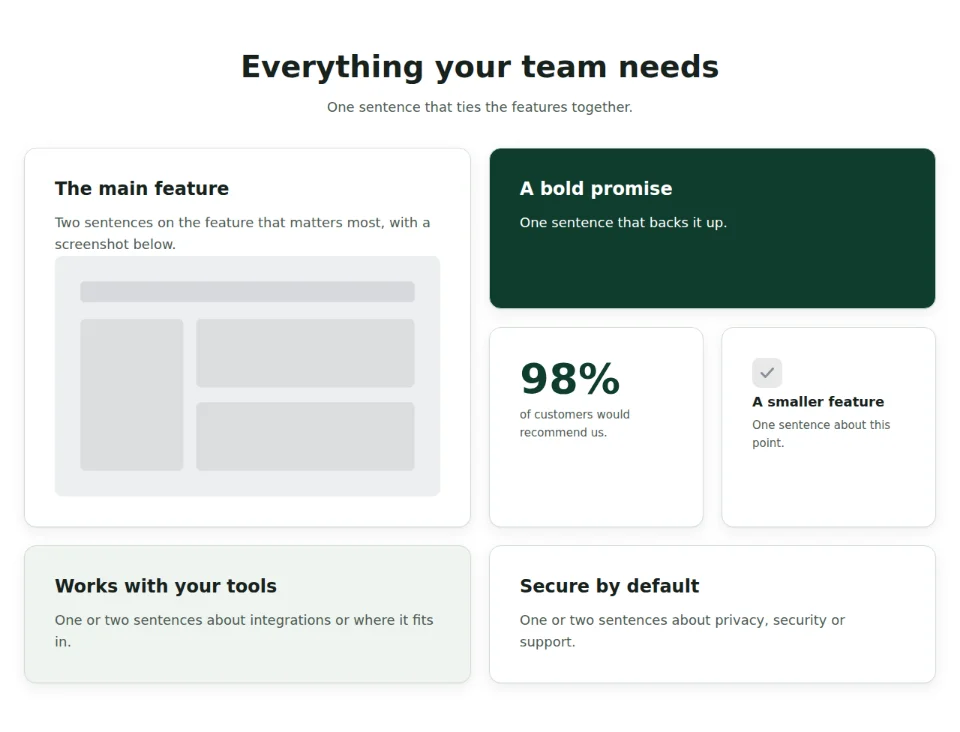 Everything your team needs
One sentence that ties the features together.
The main feature
Two sentences on the feature that matters most, with a
screenshot below.
A bold promise
One sentence that backs it up.
98%
of customers would
recommend us.
A smaller feature
One sentence about this
point.
Works with your tools
One or two sentences about integrations or where it fits
in.
Secure by default
One or two sentences about privacy, security or
support.